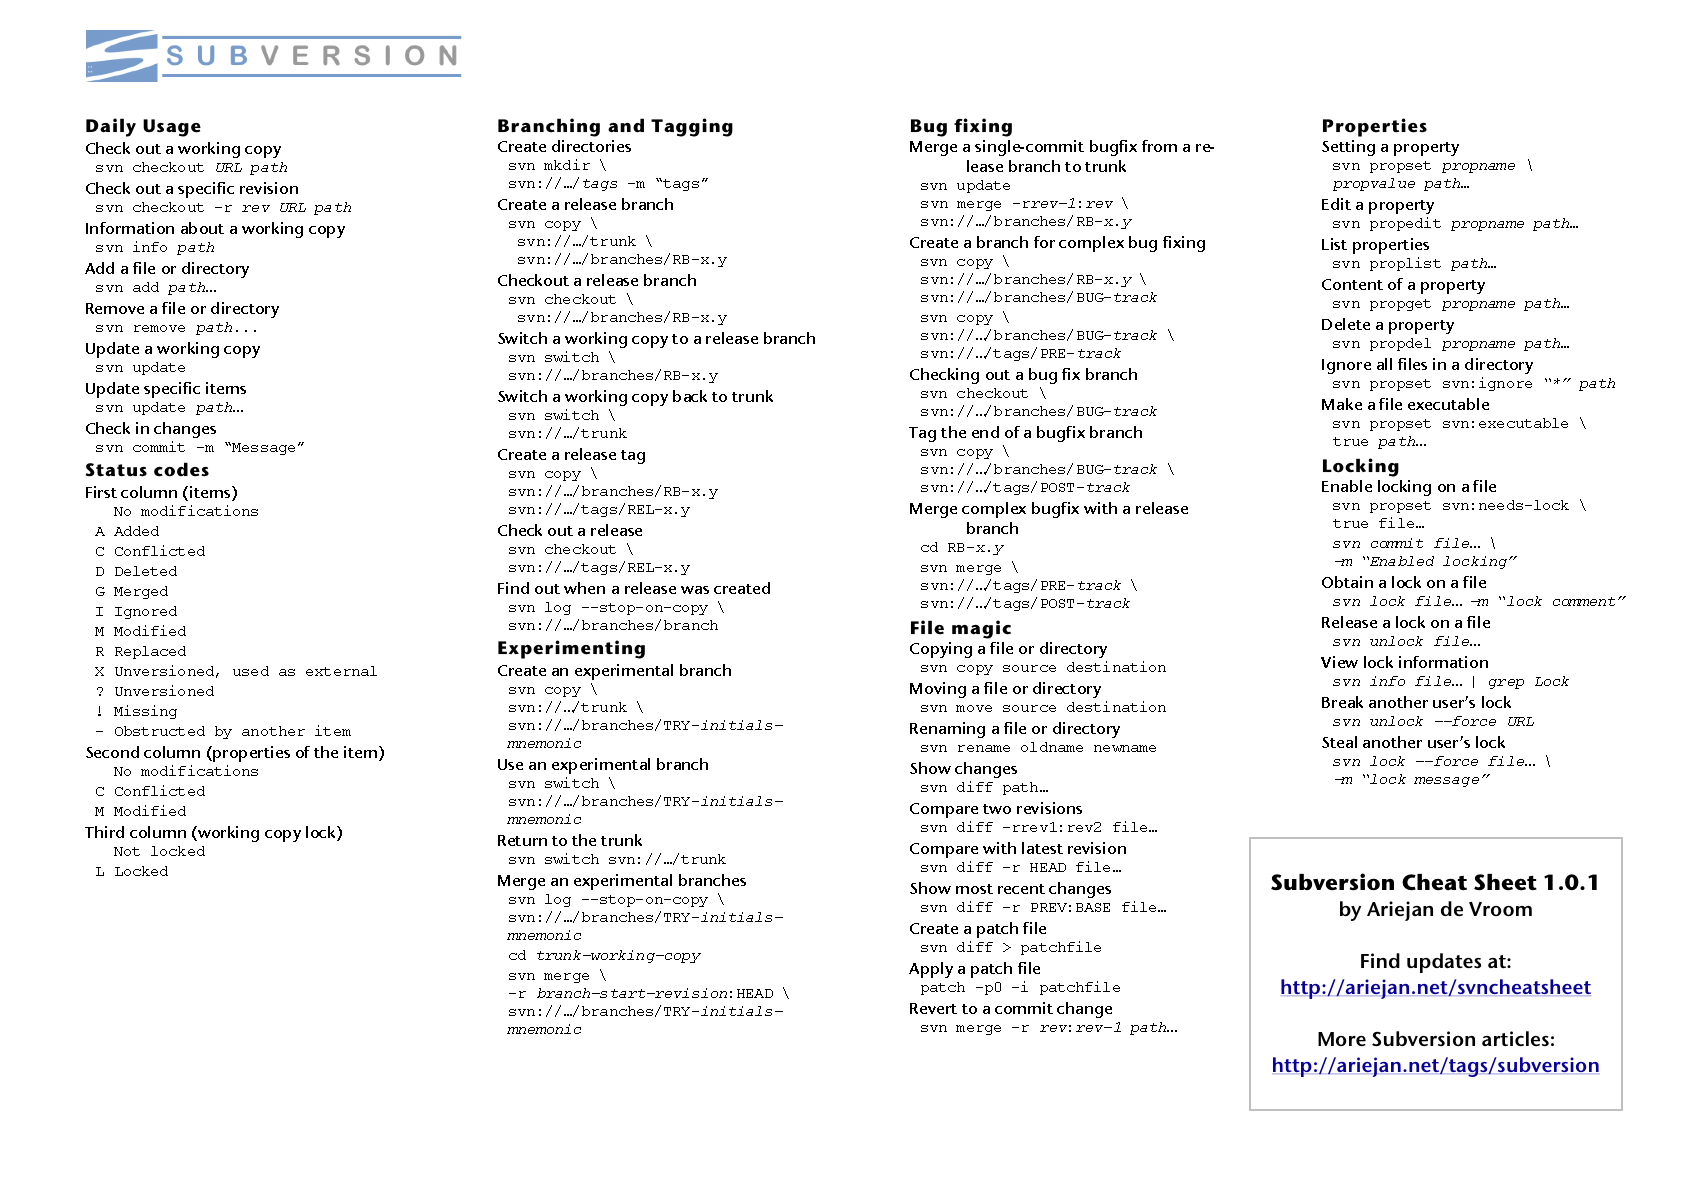 SUBVERSION
Daily Usage
Check out a working copy
svn checkout URL path
Check out a specific revision
svn checkout -r rev URL path
Information about a working copy
svn info path
Add a file or directory
svn add path…
Remove a file or directory
svn remove path...
Update a working copy
svn update
Update specific items
svn update path…
Check in changes
svn commit -m “Message”
Status codes
First column (items)
No modifications
A Added
C Conflicted
D Deleted
G Merged
I Ignored
M Modified
R Replaced
X Unversioned, used as external
? Unversioned
! Missing
- Obstructed by another item
Second column (properties of the item)
No modifications
C Conflicted
M Modified
Third column (working copy lock)
Not locked
L Locked
Branching and Tagging
Create directories
svn mkdir \
svn://…/tags -m “tags”
Create a release branch
svn copy \
svn://…/trunk \
svn://…/branches/RB-x.y
Checkout a release branch
svn checkout \
svn://…/branches/RB-x.y
Switch a working copy to a release branch
svn switch \
svn://…/branches/RB-x.y
Switch a working copy back to trunk
svn switch \
svn://…/trunk
Create a release tag
svn copy \
svn://…/branches/RB-x.y
svn://…/tags/REL-x.y
Check out a release
svn checkout \
svn://…/tags/REL-x.y
Find out when a release was created
svn log --stop-on-copy \
svn://…/branches/branch
Experimenting
Create an experimental branch
svn copy \
svn://…/trunk \
svn://…/branches/TRY-initials-
mnemonic
Use an experimental branch
svn switch \
svn://…/branches/TRY-initials-
mnemonic
Return to the trunk
svn switch svn://…/trunk
Merge an experimental branches
svn log --stop-on-copy \
svn://…/branches/TRY-initials-
mnemonic
cd trunk-working-copy
svn merge \
-r branch-start-revision:HEAD \
svn://…/branches/TRY-initials-
mnemonic
Bug fixing
Merge a single-commit bugfix from a re-
lease branch to trunk
svn update
svn merge -rrev-1:rev \
svn://…/branches/RB-x.y
Create a branch for complex bug fixing
svn copy \
svn://…/branches/RB-x.y \
svn://…/branches/BUG-track
svn copy \
svn://…/branches/BUG-track \
svn://…/tags/PRE-track
Checking out a bug fix branch
svn checkout \
svn://…/branches/BUG-track
Tag the end of a bugfix branch
svn copy \
svn://…/branches/BUG-track \
svn://…/tags/POST-track
Merge complex bugfix with a release
branch
cd RB-x.y
svn merge \
svn://…/tags/PRE-track \
svn://…/tags/POST-track
File magic
Copying a file or directory
svn copy source destination
Moving a file or directory
svn move source destination
Renaming a file or directory
svn rename oldname newname
Show changes
svn diff path…
Compare two revisions
svn diff -rrev1:rev2 file…
Compare with latest revision
svn diff -r HEAD file…
Show most recent changes
svn diff -r PREV:BASE file…
Create a patch file
svn diff > patchfile
Apply a patch file
patch -p0 -i patchfile
Revert to a commit change
svn merge -r rev:rev-1 path…
Properties
Setting a property
svn propset propname \
propvalue path…
Edit a property
svn propedit propname path…
List properties
svn proplist path…
Content of a property
svn propget propname path…
Delete a property
svn propdel propname path…
Ignore all files in a directory
svn propset svn:ignore “*” path
Make a file executable
svn propset svn:executable \
true path…
Locking
Enable locking on a file
svn propset svn:needs-lock \
true file…
svn commit file… \
-m “Enabled locking”
Obtain a lock on a file
svn lock file… -m “lock comment”
Release a lock on a file
svn unlock file…
View lock information
svn info file… | grep Lock
Break another user’s lock
svn unlock --force URL
Steal another user’s lock
svn lock --force file… \
-m “lock message”
Subversion Cheat Sheet 1.0.1
by Ariejan de Vroom
Find updates at:
http://ariejan.net/svncheatsheet
More Subversion articles:
http://ariejan.net/tags/subversion